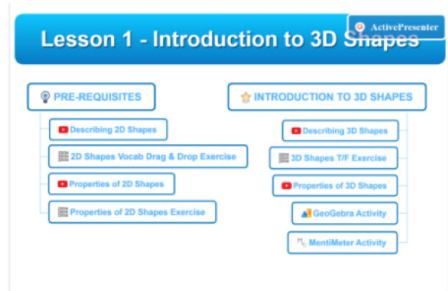 ActivePresenter
Lesson 1 - Introduction to 3D Shapes
PRE-REQUISITES
Describing 2D Shapes
2D Shapes Vocab Drag & Drop Exercise
Properties of 2D Shapes
Properties of 2D Shapes Exercise
INTRODUCTION TO 3D SHAPES
Describing 3D Shapes
3D Shapes T/F Exercise
Properties of 3D Shapes
GeoGebra Activity
MentiMeter Activity